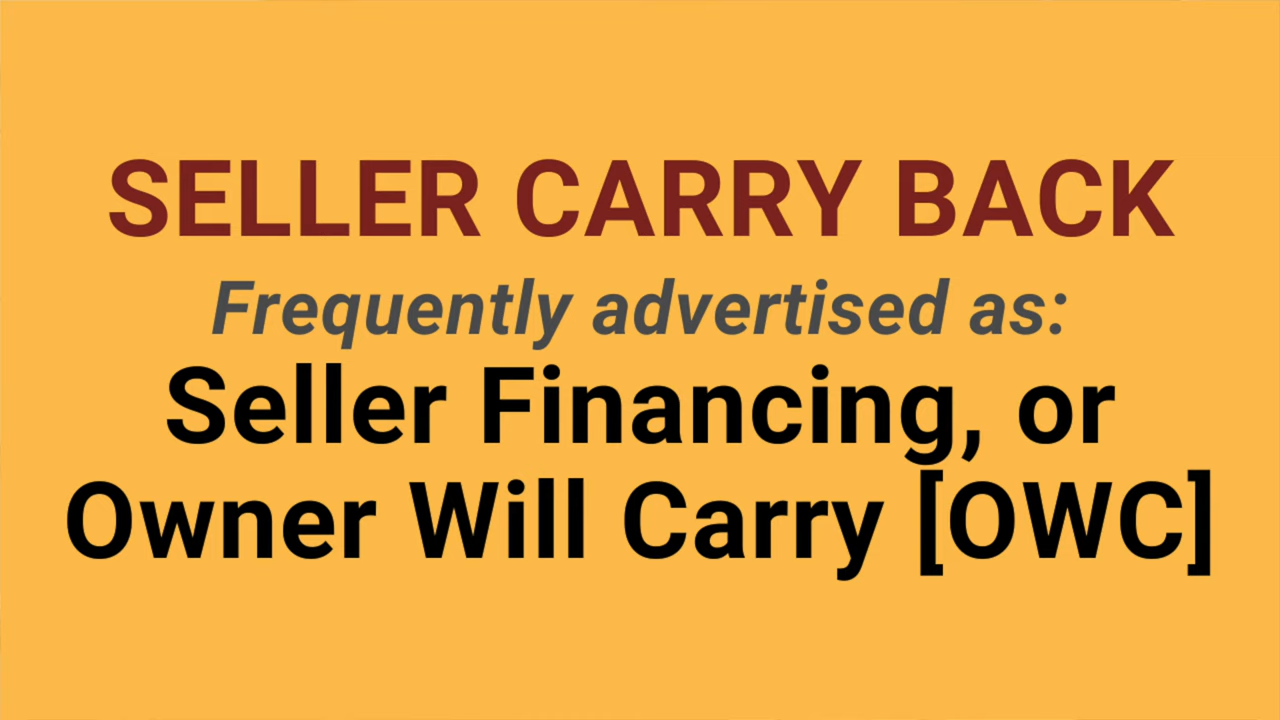 SELLER CARRY BACK
Frequently advertised as:
Seller Financing, or
Owner Will Carry [OWC]